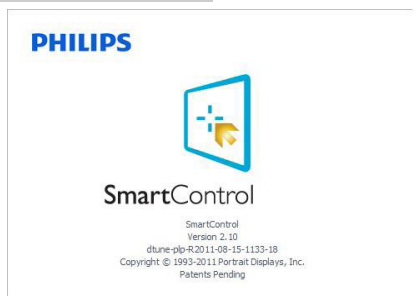 PHILIPS
SmartControl
SmartControl
Version 2.10
dtune-plp-R2011-08-15-1133-18
Copyright © 1993-2011 Portrait Displays, Inc.
Patents Pending